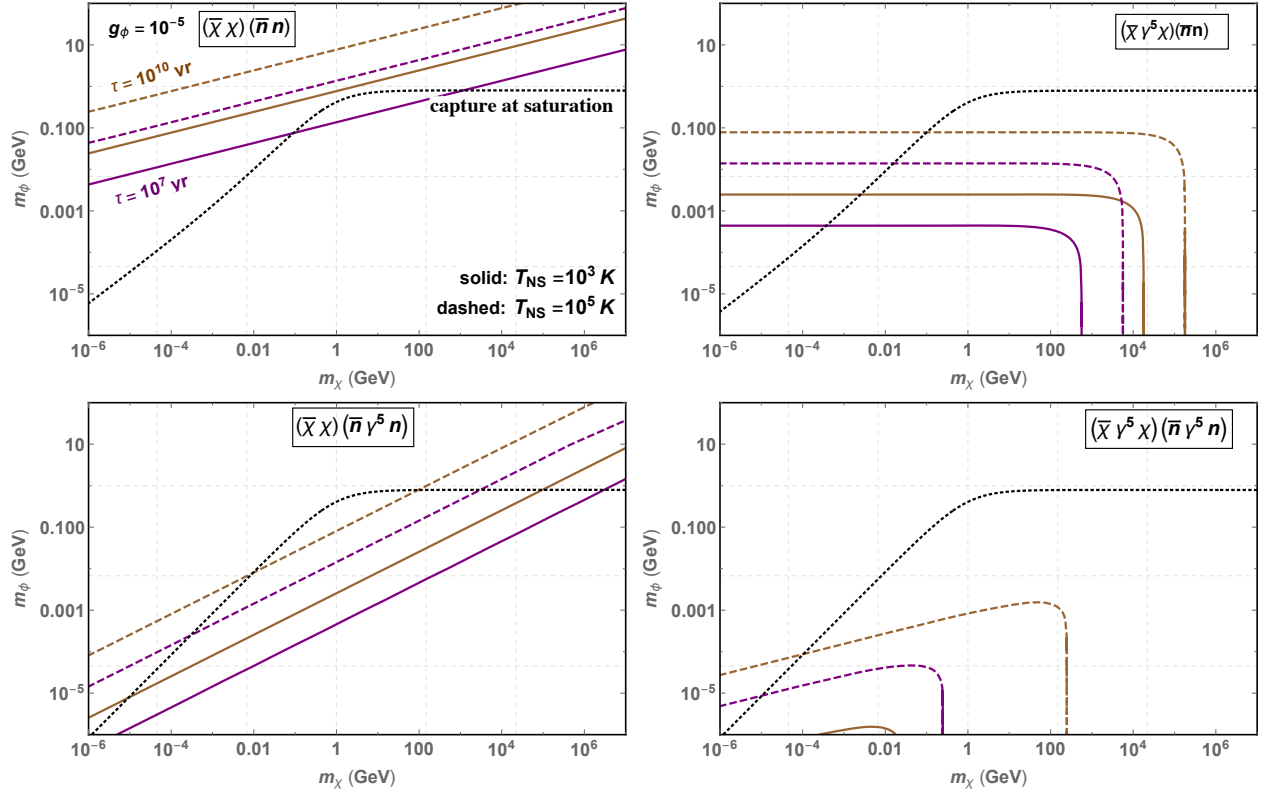 g_ϕ = 10^{-5} (χ̅ χ) (n̅ n)
τ = 10^{10} yr
capture at saturation
τ = 10^7 yr
solid: T_NS = 10^3 K
dashed: T_NS = 10^5 K
10
0.100
0.001
10^{-5}
m_ϕ (GeV)
10^{-6} 10^{-4} 0.01 1 100 10^4 10^6
m_χ (GeV)
(χ̅ γ^5 χ) (n̅ n)
10
0.100
0.001
10^{-5}
m_ϕ (GeV)
10^{-6} 10^{-4} 0.01 1 100 10^4 10^6
m_χ (GeV)
(χ̅ χ) (n̅ γ^5 n)
10
0.100
0.001
10^{-5}
m_ϕ (GeV)
10^{-6} 10^{-4} 0.01 1 100 10^4 10^6
m_χ (GeV)
(χ̅ γ^5 χ) (n̅ γ^5 n)
10
0.100
0.001
10^{-5}
m_ϕ (GeV)
10^{-6} 10^{-4} 0.01 1 100 10^4 10^6
m_χ (GeV)